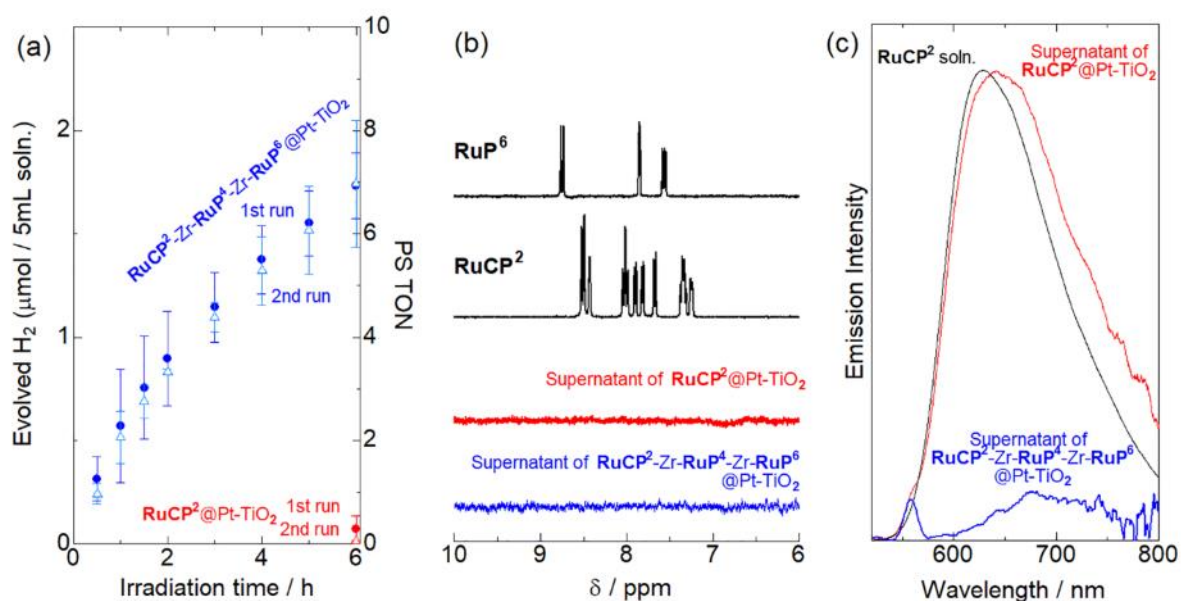 (a)
Evolved H₂ (μmol / 5mL soln.)
2
1
0
RuCP²-Zr-RuP⁴-Zr-RuP⁶@Pt-TiO₂
1st run
2nd run
RuCP²@Pt-TiO₂
1st run
2nd run
10
8
6
4
2
0
PS TON
0 2 4 6
Irradiation time / h
(b)
RuP⁶
RuCP²
Supernatant of RuCP²@Pt-TiO₂
Supernatant of RuCP²-Zr-RuP⁴-Zr-RuP⁶
@Pt-TiO₂
10 9 8 7 6
δ / ppm
(c)
Emission Intensity
RuCP² soln.
Supernatant of
RuCP²@Pt-TiO₂
Supernatant of
RuCP²-Zr-RuP⁴-Zr-RuP⁶
@Pt-TiO₂
600 700 800
Wavelength / nm